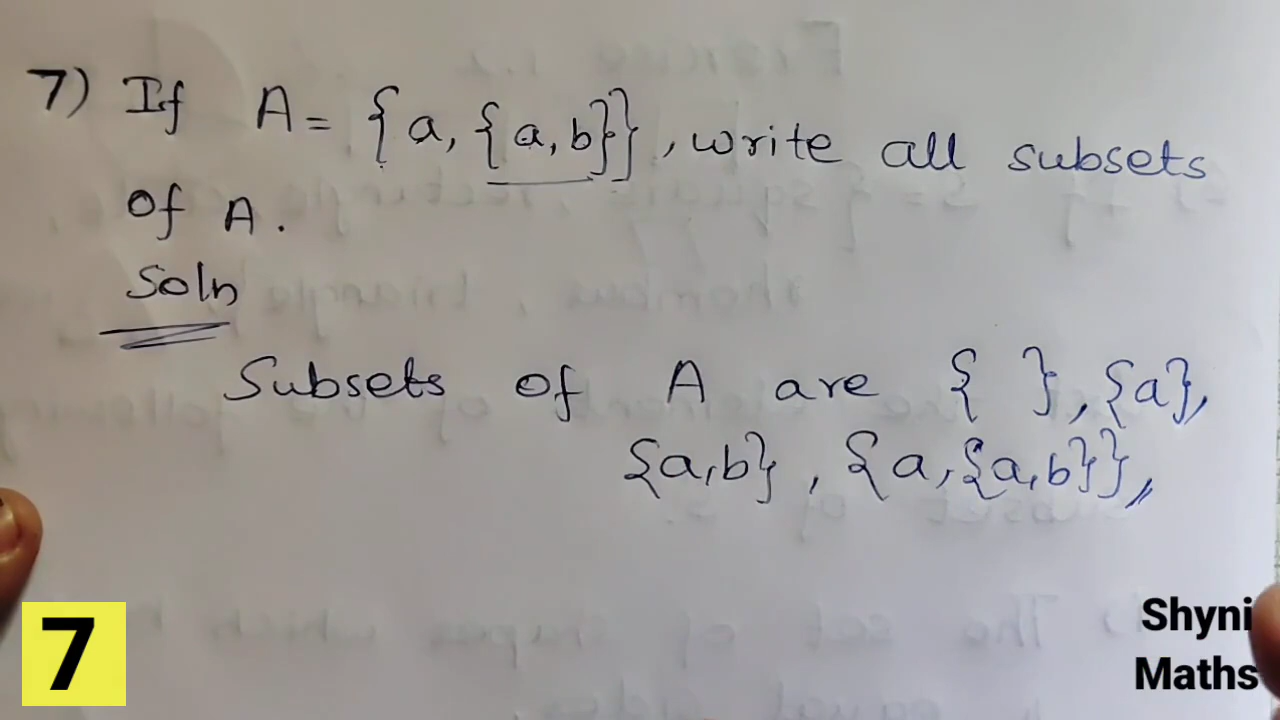 7) If A = {a, {a, b}}, write all subsets
of A.
Soln
Subsets of A are { }, {a},
{a, b}, {a, {a, b}},,
7
Shyni
Maths